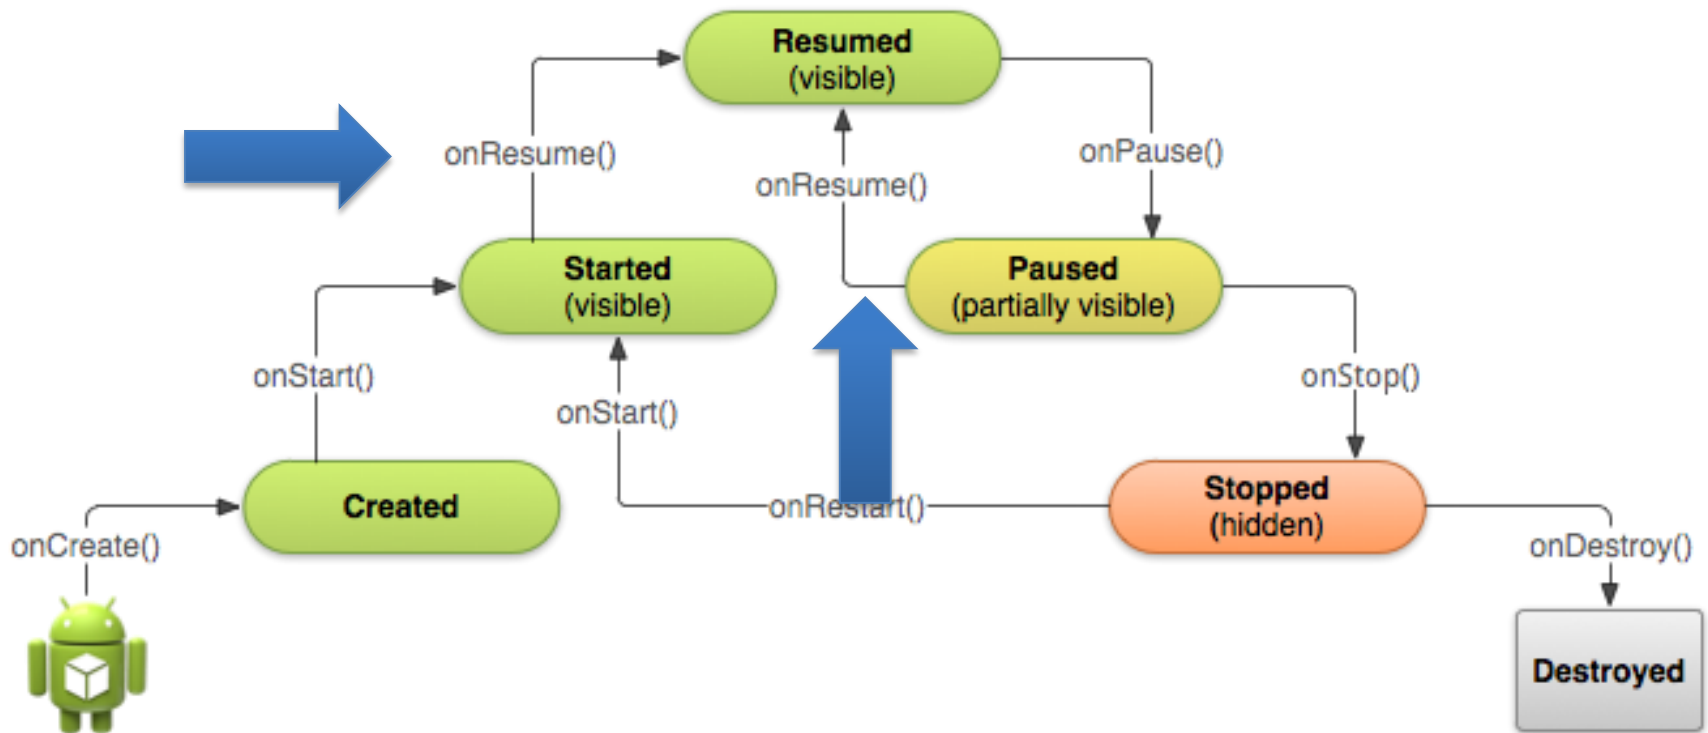 Resumed
(visible)
onResume()
onPause()
onResume()
Started
(visible)
Paused
(partially visible)
onStart()
onStop()
onStart()
Created
onRestart()
Stopped
(hidden)
onCreate()
onDestroy()
Destroyed